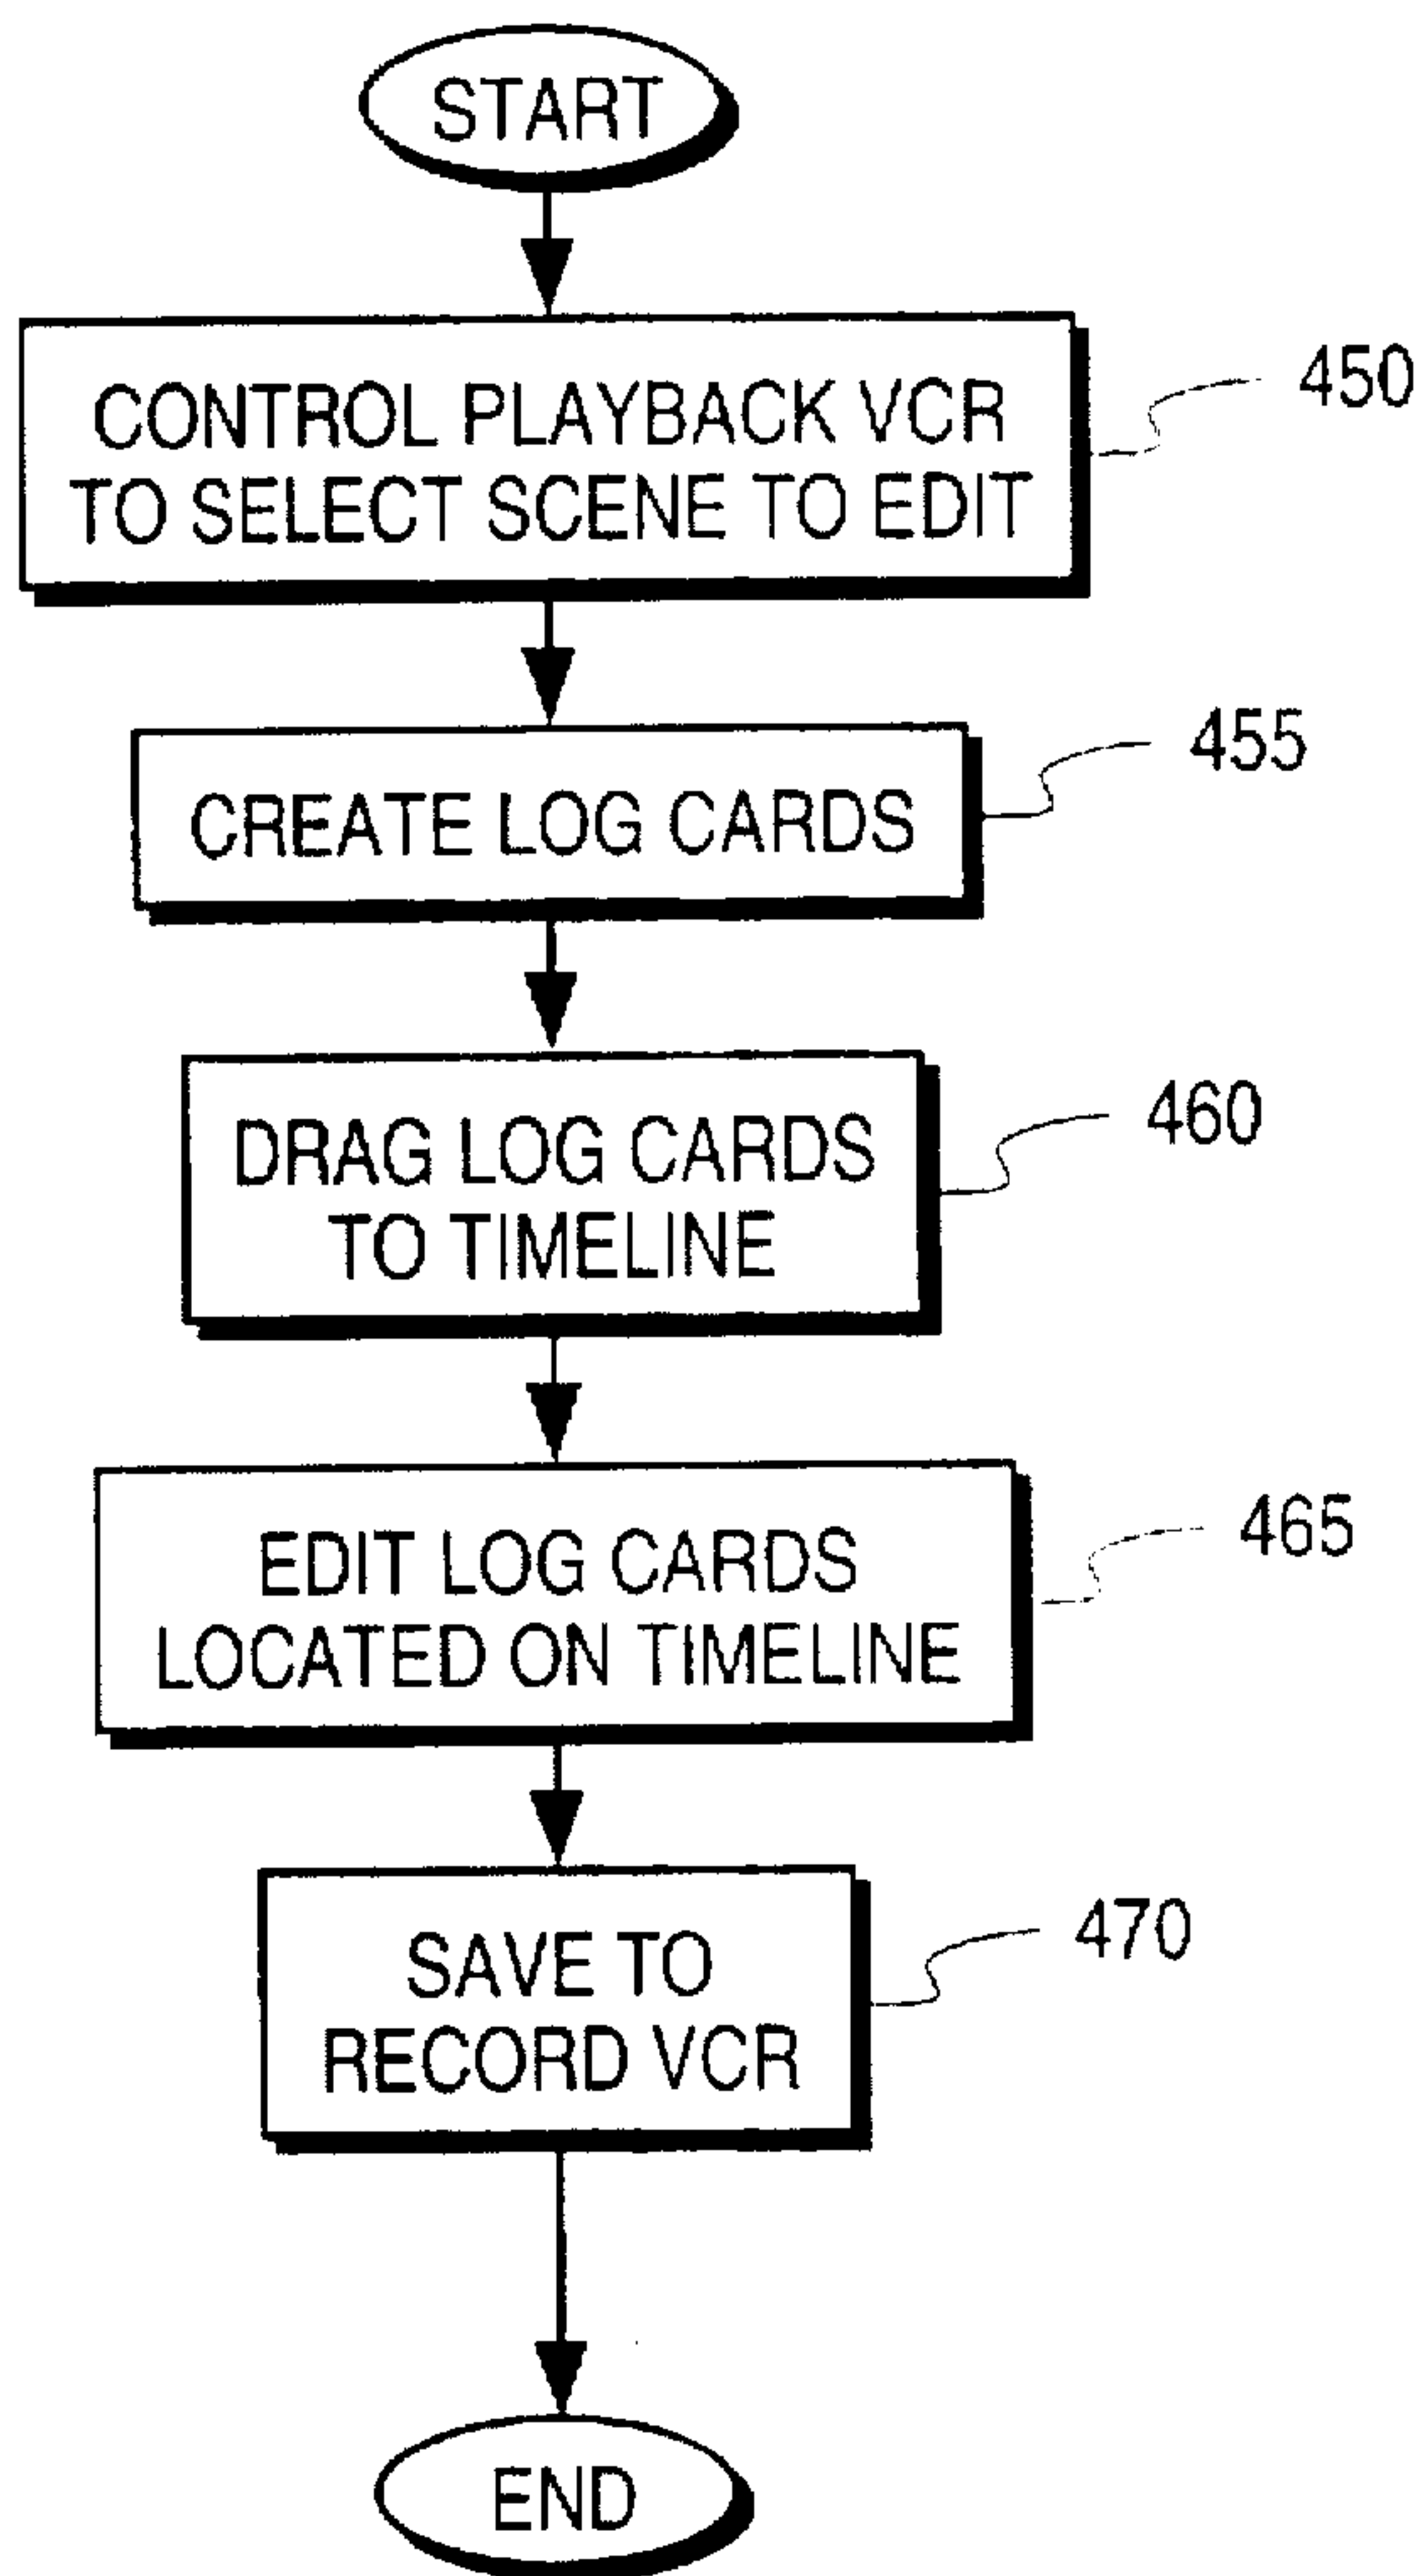 START
CONTROL PLAYBACK VCR
TO SELECT SCENE TO EDIT
450
CREATE LOG CARDS
455
DRAG LOG CARDS
TO TIMELINE
460
EDIT LOG CARDS
LOCATED ON TIMELINE
465
SAVE TO
RECORD VCR
470
END